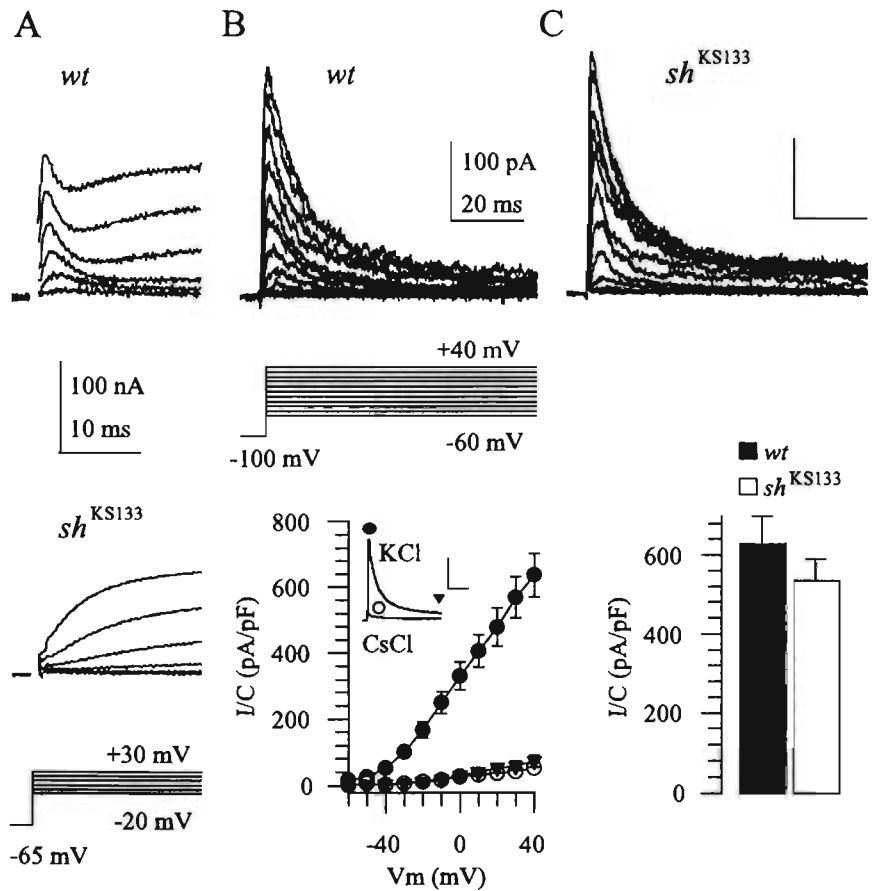 A
B
C
wt
wt
sh KS133
100 pA
20 ms
100 nA
10 ms
+40 mV
-60 mV
-100 mV
sh KS133
+30 mV
-20 mV
-65 mV
800
600
400
200
0
I/C (pA/pF)
KCl
CsCl
-40
0
40
Vm (mV)
wt
sh KS133
600
400
200
0
I/C (pA/pF)